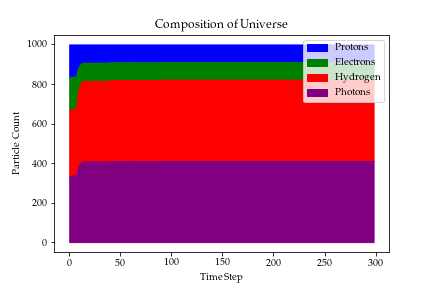 Composition of Universe
Protons
Electrons
Hydrogen
Photons
Particle Count
1000
800
600
400
200
0
0 50 100 150 200 250 300
TimeStep